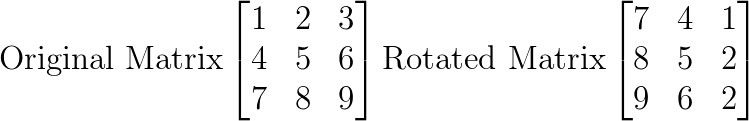 Original Matrix [1 2 3
4 5 6
7 8 9] Rotated Matrix [7 4 1
8 5 2
9 6 2]